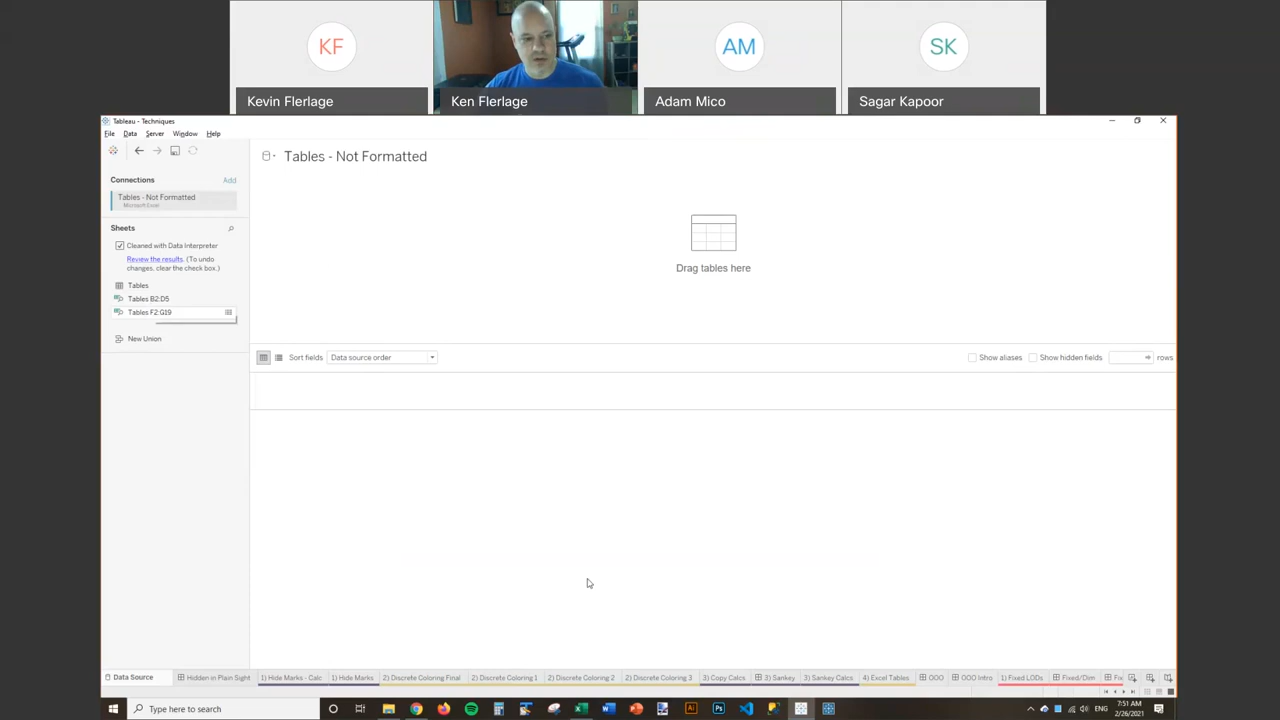 KF
AM
SK
Kevin Flerlage
Ken Flerlage
Adam Mico
Sagar Kapoor
Tableau - Techniques
File Data Server Window Help
Connections Add
Tables - Not Formatted
Microsoft Excel
Sheets
Cleaned with Data Interpreter
Review the results. (To undo
changes, clear the check box.)
Tables
Tables B2:D5
Tables F2:G19
New Union
Tables - Not Formatted
Drag tables here
Sort fields Data source order
Show aliases Show hidden fields rows
Data Source Hidden in Plain Sight 1) Hide Marks - Calc 1) Hide Marks 2) Discrete Coloring Final 2) Discrete Coloring 1 2) Discrete Coloring 2 2) Discrete Coloring 3 3) Copy Calcs 3) Sankey 3) Sankey Calcs 4) Excel Tables OOO OOO Intro 1) Fixed LODs Fixed/Dim
Type here to search
ENG
7:51 AM
2/26/2021